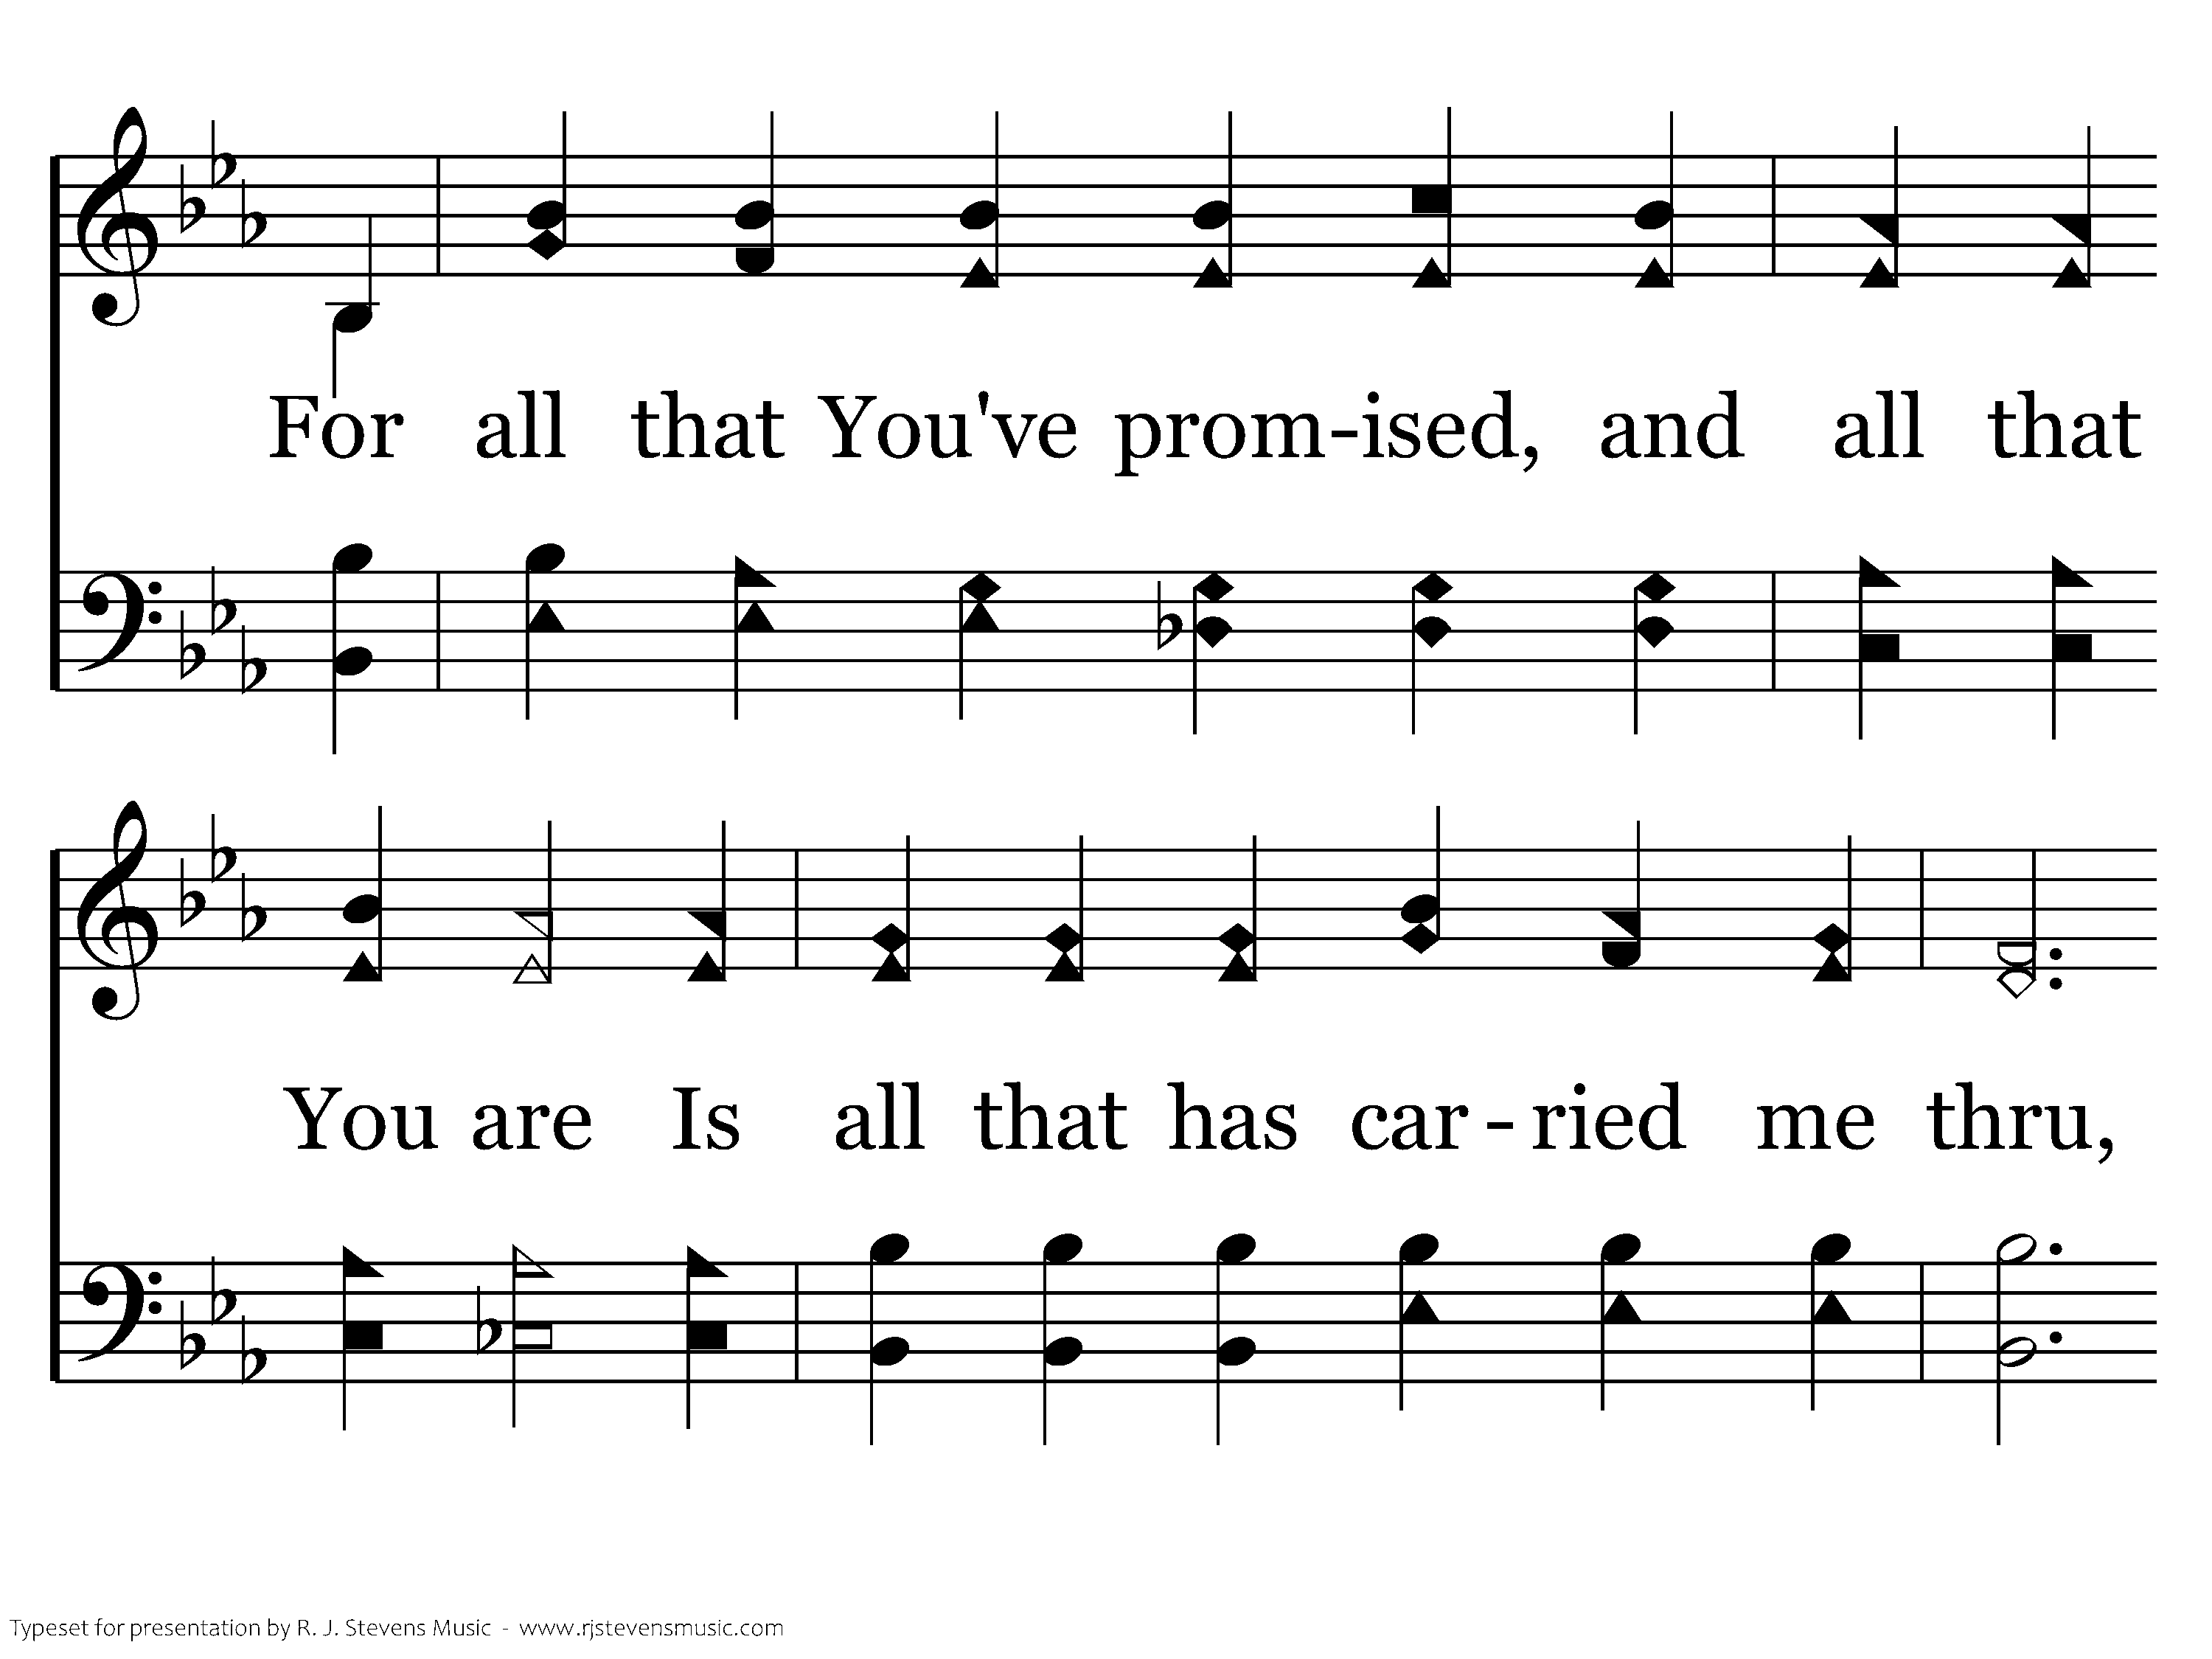 For all that You've prom-ised, and all that
You are Is all that has car-ried me thru,
Typeset for presentation by R. J. Stevens Music - www.rjstevensmusic.com